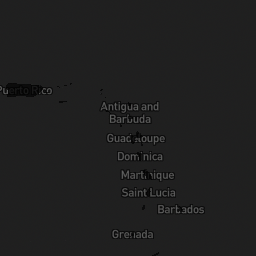 Puerto Rico
Antigua and
Barbuda
Guadeloupe
Dominica
Martinique
Saint Lucia
Barbados
Grenada